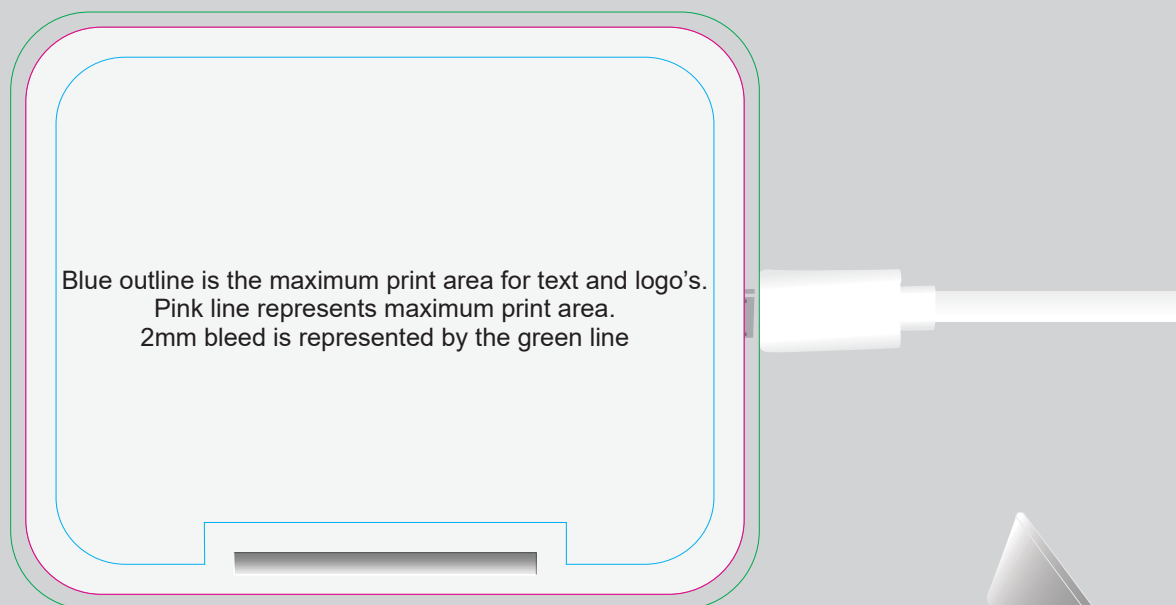 Blue outline is the maximum print area for text and logo’s.
Pink line represents maximum print area.
2mm bleed is represented by the green line